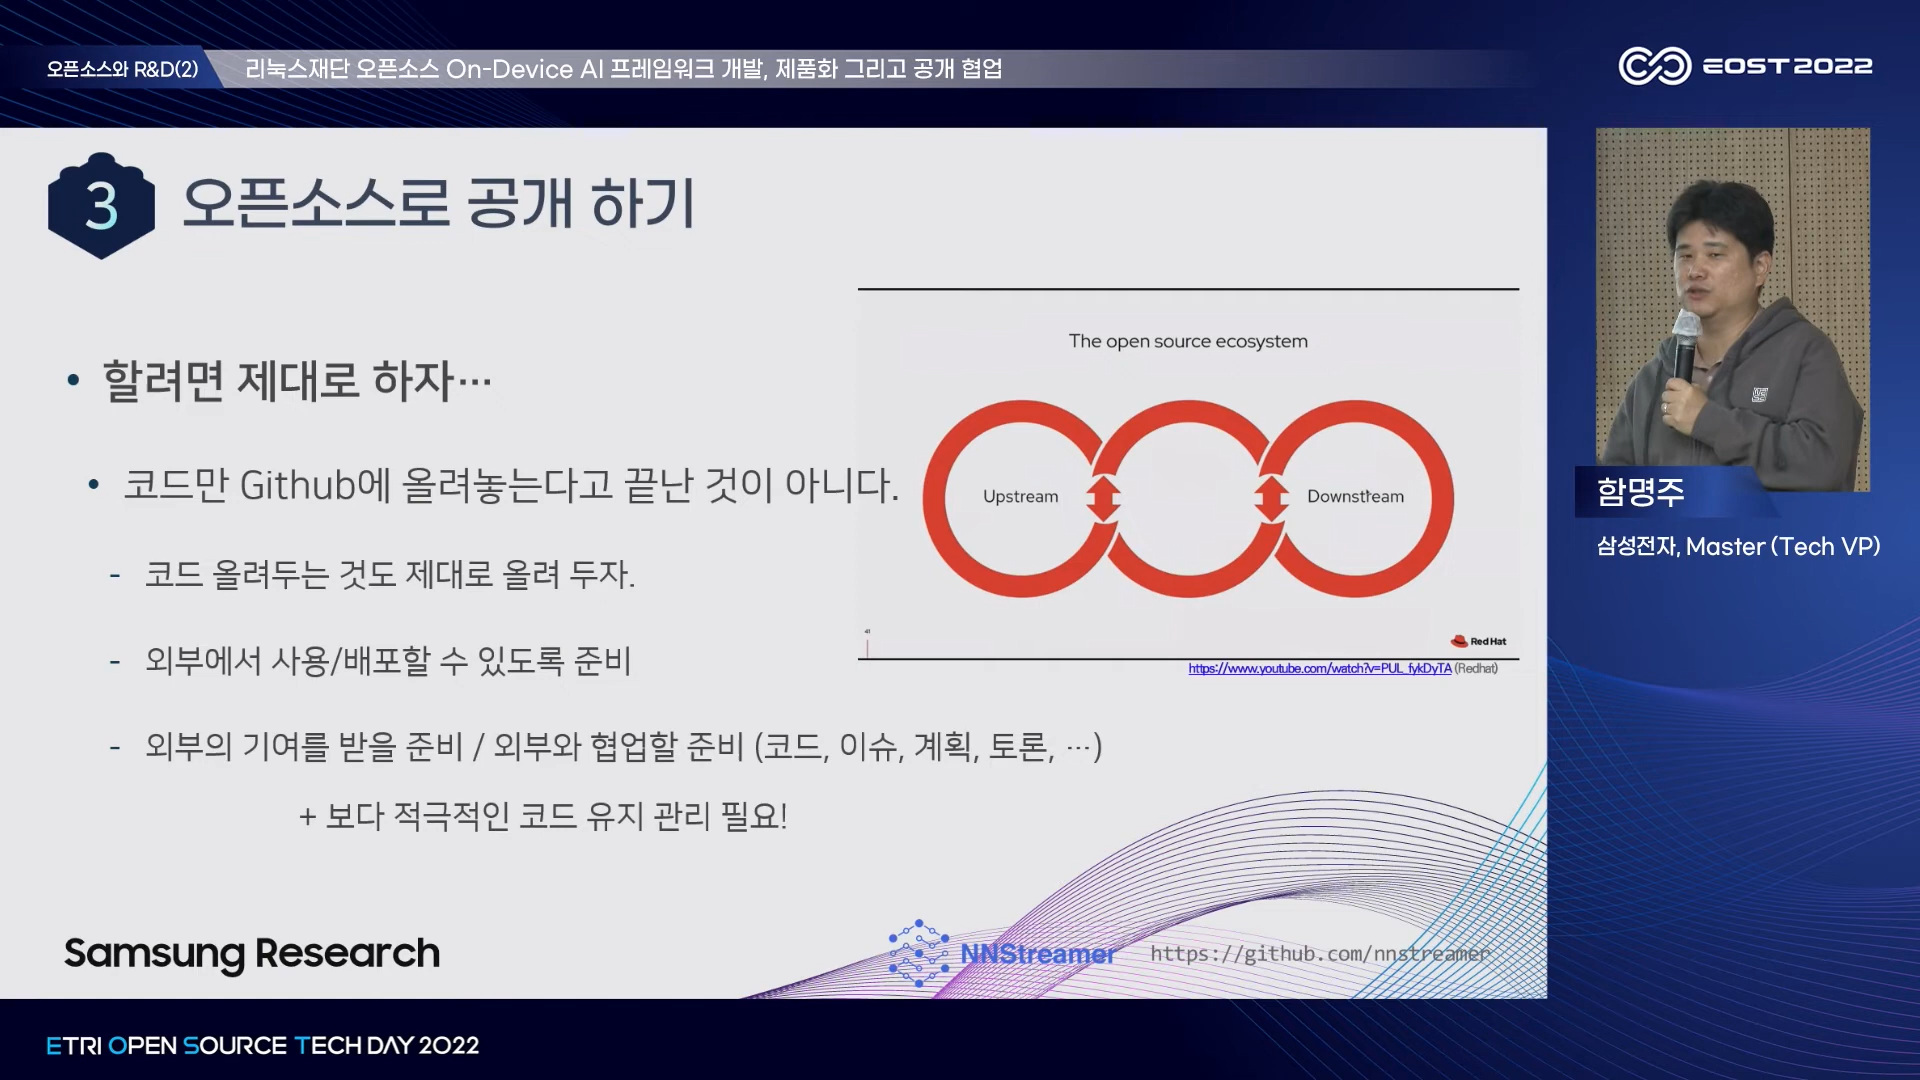 오픈소스와 R&D(2)
리눅스재단 오픈소스 On-Device AI 프레임워크 개발, 제품화 그리고 공개 협업
EOST 2022
3
오픈소스로 공개 하기
• 할려면 제대로 하자…
• 코드만 Github에 올려놓는다고 끝난 것이 아니다.
- 코드 올려두는 것도 제대로 올려 두자.
- 외부에서 사용/배포할 수 있도록 준비
- 외부의 기여를 받을 준비 / 외부와 협업할 준비 (코드, 이슈, 계획, 토론, …)
+ 보다 적극적인 코드 유지 관리 필요!
The open source ecosystem
Upstream
Downstream
41
Red Hat
https://www.youtube.com/watch?v=PUL_fykDyTA (Redhat)
함명주
삼성전자, Master (Tech VP)
Samsung Research
NNStreamer
https://github.com/nnstreamer
ETRI OPEN SOURCE TECH DAY 2022